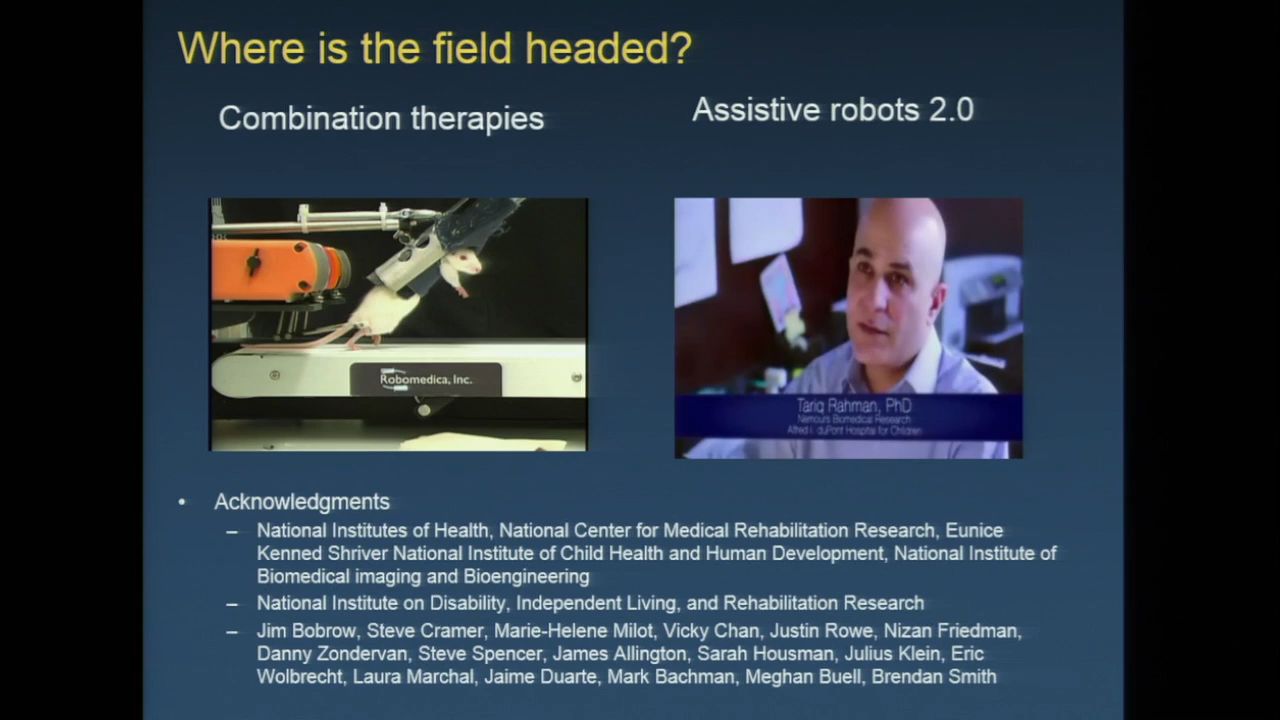 Where is the field headed?
Combination therapies
Assistive robots 2.0
Robomedica, Inc.
Tariq Rahman, PhD
Nemours Biomedical Research
Alfred I. duPont Hospital for Children
• Acknowledgments
– National Institutes of Health, National Center for Medical Rehabilitation Research, Eunice
Kenned Shriver National Institute of Child Health and Human Development, National Institute of
Biomedical imaging and Bioengineering
– National Institute on Disability, Independent Living, and Rehabilitation Research
– Jim Bobrow, Steve Cramer, Marie-Helene Milot, Vicky Chan, Justin Rowe, Nizan Friedman,
Danny Zondervan, Steve Spencer, James Allington, Sarah Housman, Julius Klein, Eric
Wolbrecht, Laura Marchal, Jaime Duarte, Mark Bachman, Meghan Buell, Brendan Smith